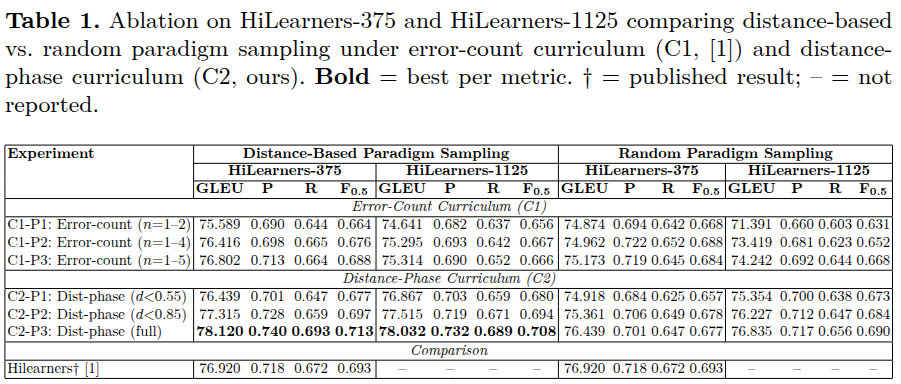 Table 1. Ablation on HiLearners-375 and HiLearners-1125 comparing distance-based
vs. random paradigm sampling under error-count curriculum (C1, [1]) and distance-
phase curriculum (C2, ours). Bold = best per metric. † = published result; – = not
reported.
Experiment Distance-Based Paradigm Sampling Random Paradigm Sampling
HiLearners-375 HiLearners-1125 HiLearners-375 HiLearners-1125
GLEU P R F0.5 GLEU P R F0.5 GLEU P R F0.5 GLEU P R F0.5
Error-Count Curriculum (C1)
C1-P1: Error-count (n=1–2) 75.589 0.690 0.644 0.664 74.641 0.682 0.637 0.656 74.874 0.694 0.642 0.668 71.391 0.660 0.603 0.631
C1-P2: Error-count (n=1–4) 76.416 0.698 0.665 0.676 75.295 0.693 0.642 0.667 74.962 0.722 0.652 0.688 73.419 0.681 0.623 0.652
C1-P3: Error-count (n=1–5) 76.802 0.713 0.664 0.688 75.314 0.690 0.652 0.666 75.173 0.719 0.645 0.684 74.242 0.692 0.644 0.668
Distance-Phase Curriculum (C2)
C2-P1: Dist-phase (d<0.55) 76.439 0.701 0.647 0.677 76.867 0.703 0.659 0.680 74.918 0.684 0.625 0.657 75.354 0.700 0.638 0.673
C2-P2: Dist-phase (d<0.85) 77.315 0.728 0.659 0.697 77.515 0.719 0.671 0.694 75.361 0.706 0.649 0.678 76.227 0.712 0.647 0.684
C2-P3: Dist-phase (full) 78.120 0.740 0.693 0.713 78.032 0.732 0.689 0.708 76.439 0.701 0.647 0.677 76.835 0.717 0.656 0.690
Comparison
Hilearners† [1] 76.920 0.718 0.672 0.693 – – – – 76.920 0.718 0.672 0.693 – – – –